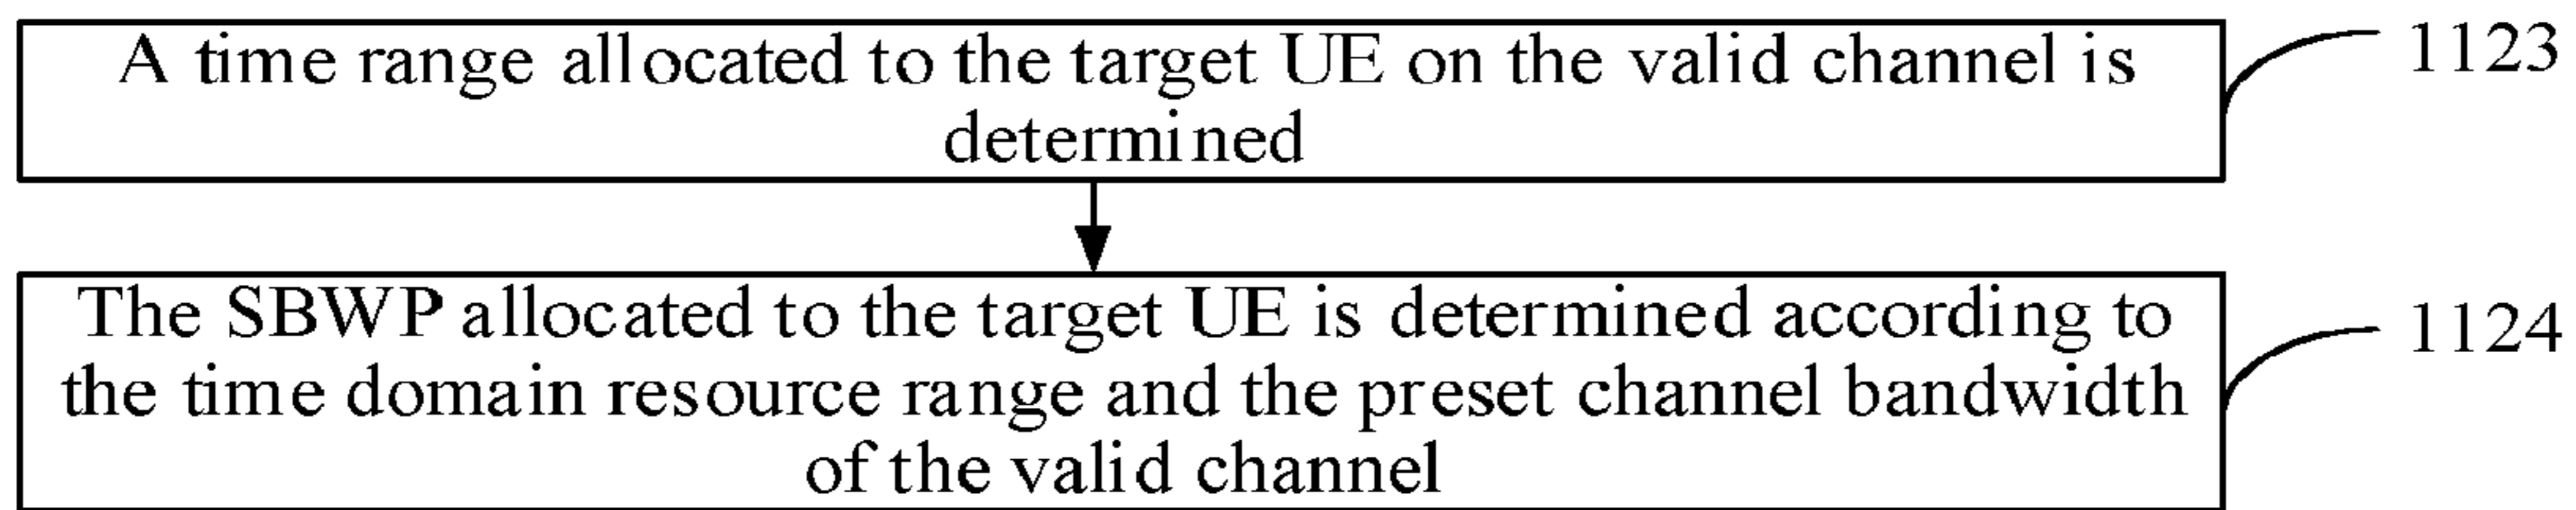 A time range allocated to the target UE on the valid channel is
determined
1123
The SBWP allocated to the target UE is determined according to
the time domain resource range and the preset channel bandwidth
of the valid channel
1124